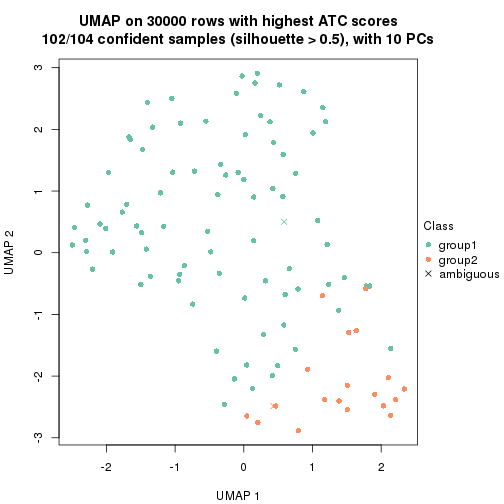 UMAP on 30000 rows with highest ATC scores
102/104 confident samples (silhouette > 0.5), with 10 PCs
3
2
1
0
-1
-2
-3
UMAP 2
-2
-1
0
1
2
UMAP 1
Class
group1
group2
ambiguous